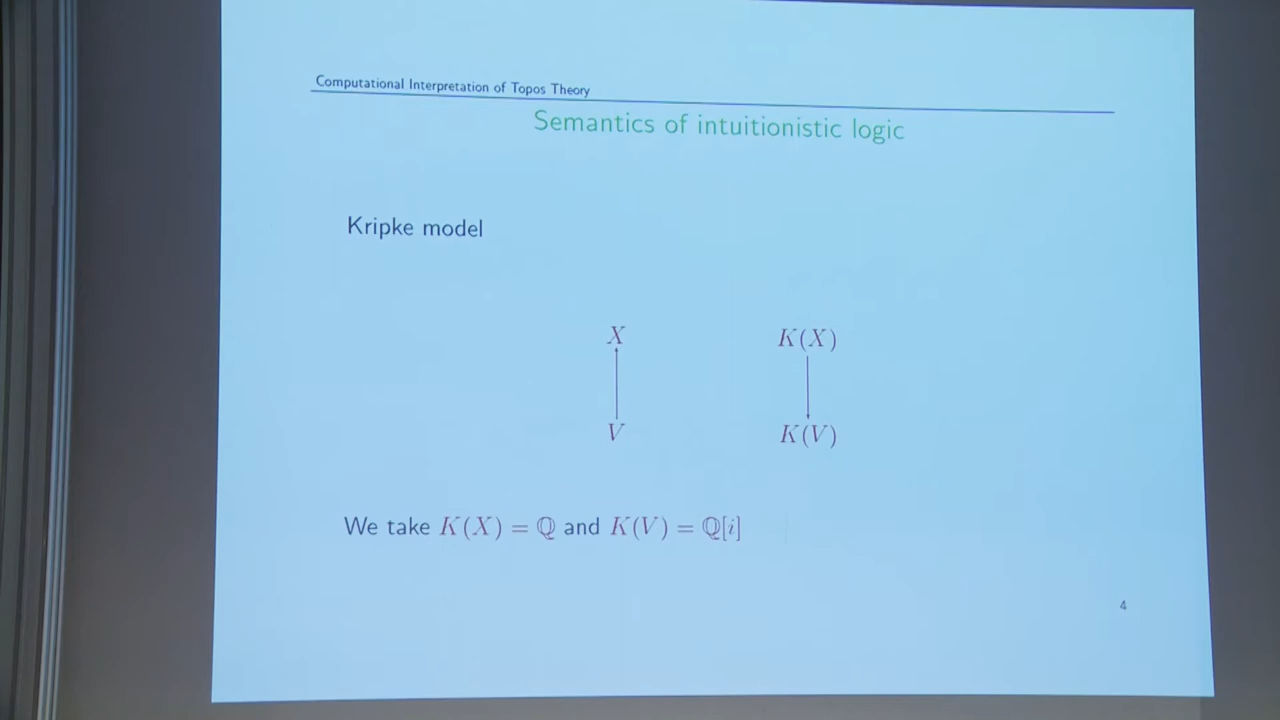 Computational Interpretation of Topos Theory
Semantics of intuitionistic logic
Kripke model
X K(X)
V K(V)
We take K(X) = ℚ and K(V) = ℚ[i]
4